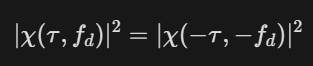 |χ(τ, f_d)|² = |χ(−τ, −f_d)|²